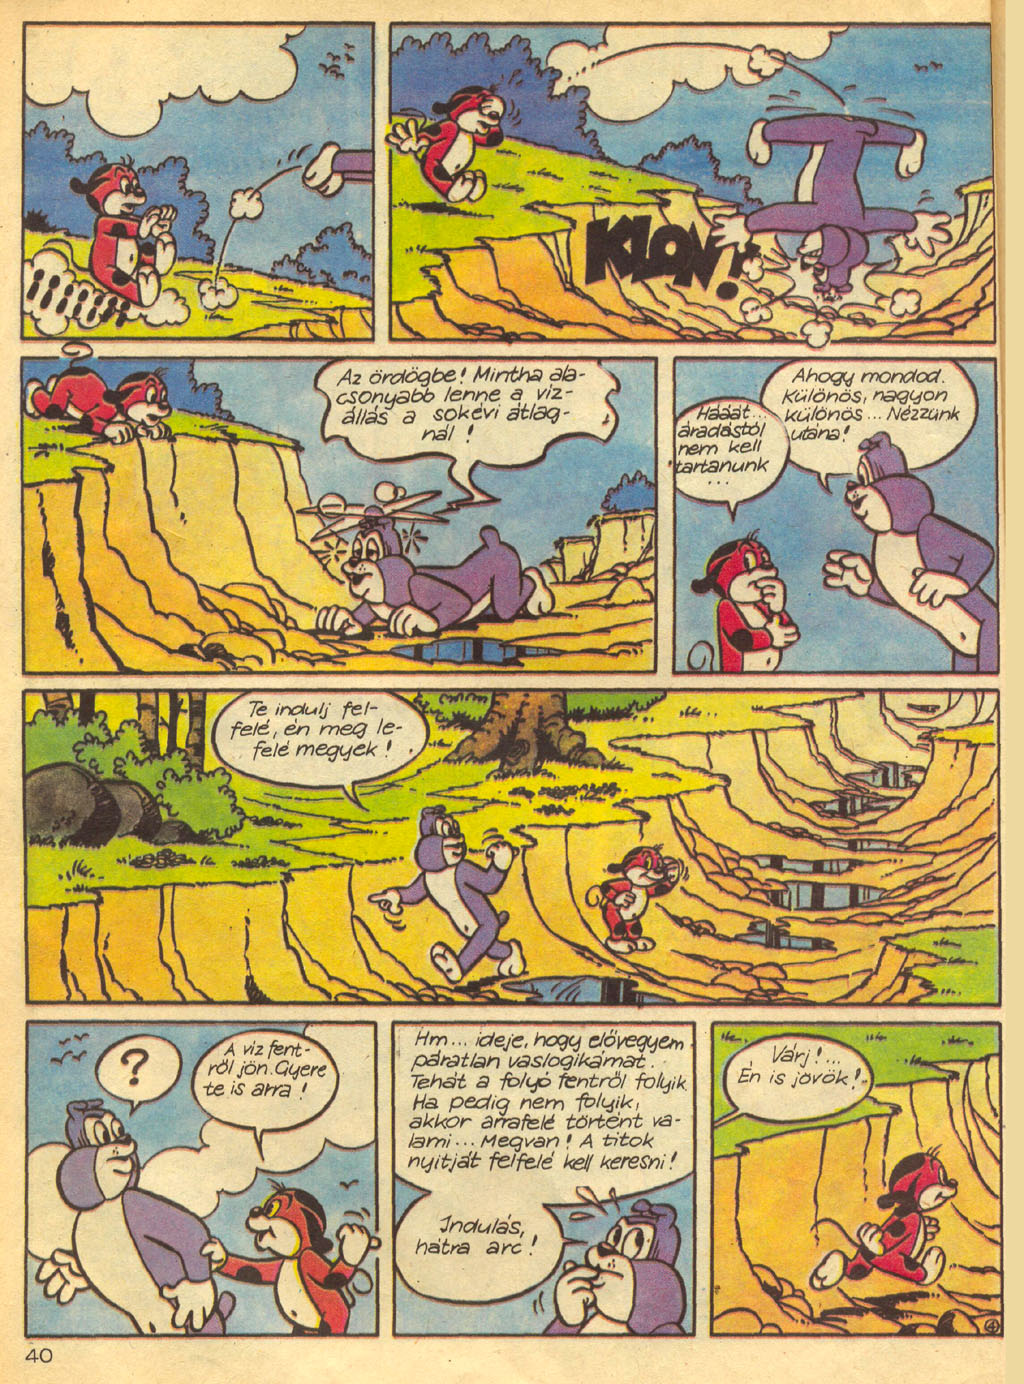 KLON!
Az ördögbe! Mintha ala-
csonyabb lenne a víz-
állás a sokévi átlag-
nál!
Háát...
áradástól
nem kell
tartanunk
...
Ahogy mondod.
Különös, nagyon
különös... Nézzünk
utána!
Te indulj fel-
felé, én meg le-
felé megyek!
?
A víz fent-
ről jön. Gyere
te is arra!
Hm... ideje, hogy elővegyem
páratlan vaslogikámat.
Tehát a folyó fentről folyik.
Ha pedig nem folyik,
akkor arrafelé történt va-
lami... Megvan! A titok
nyitját felfelé kell keresni!
Indulás,
hátra arc!
Várj!...
Én is jövök!
4
40